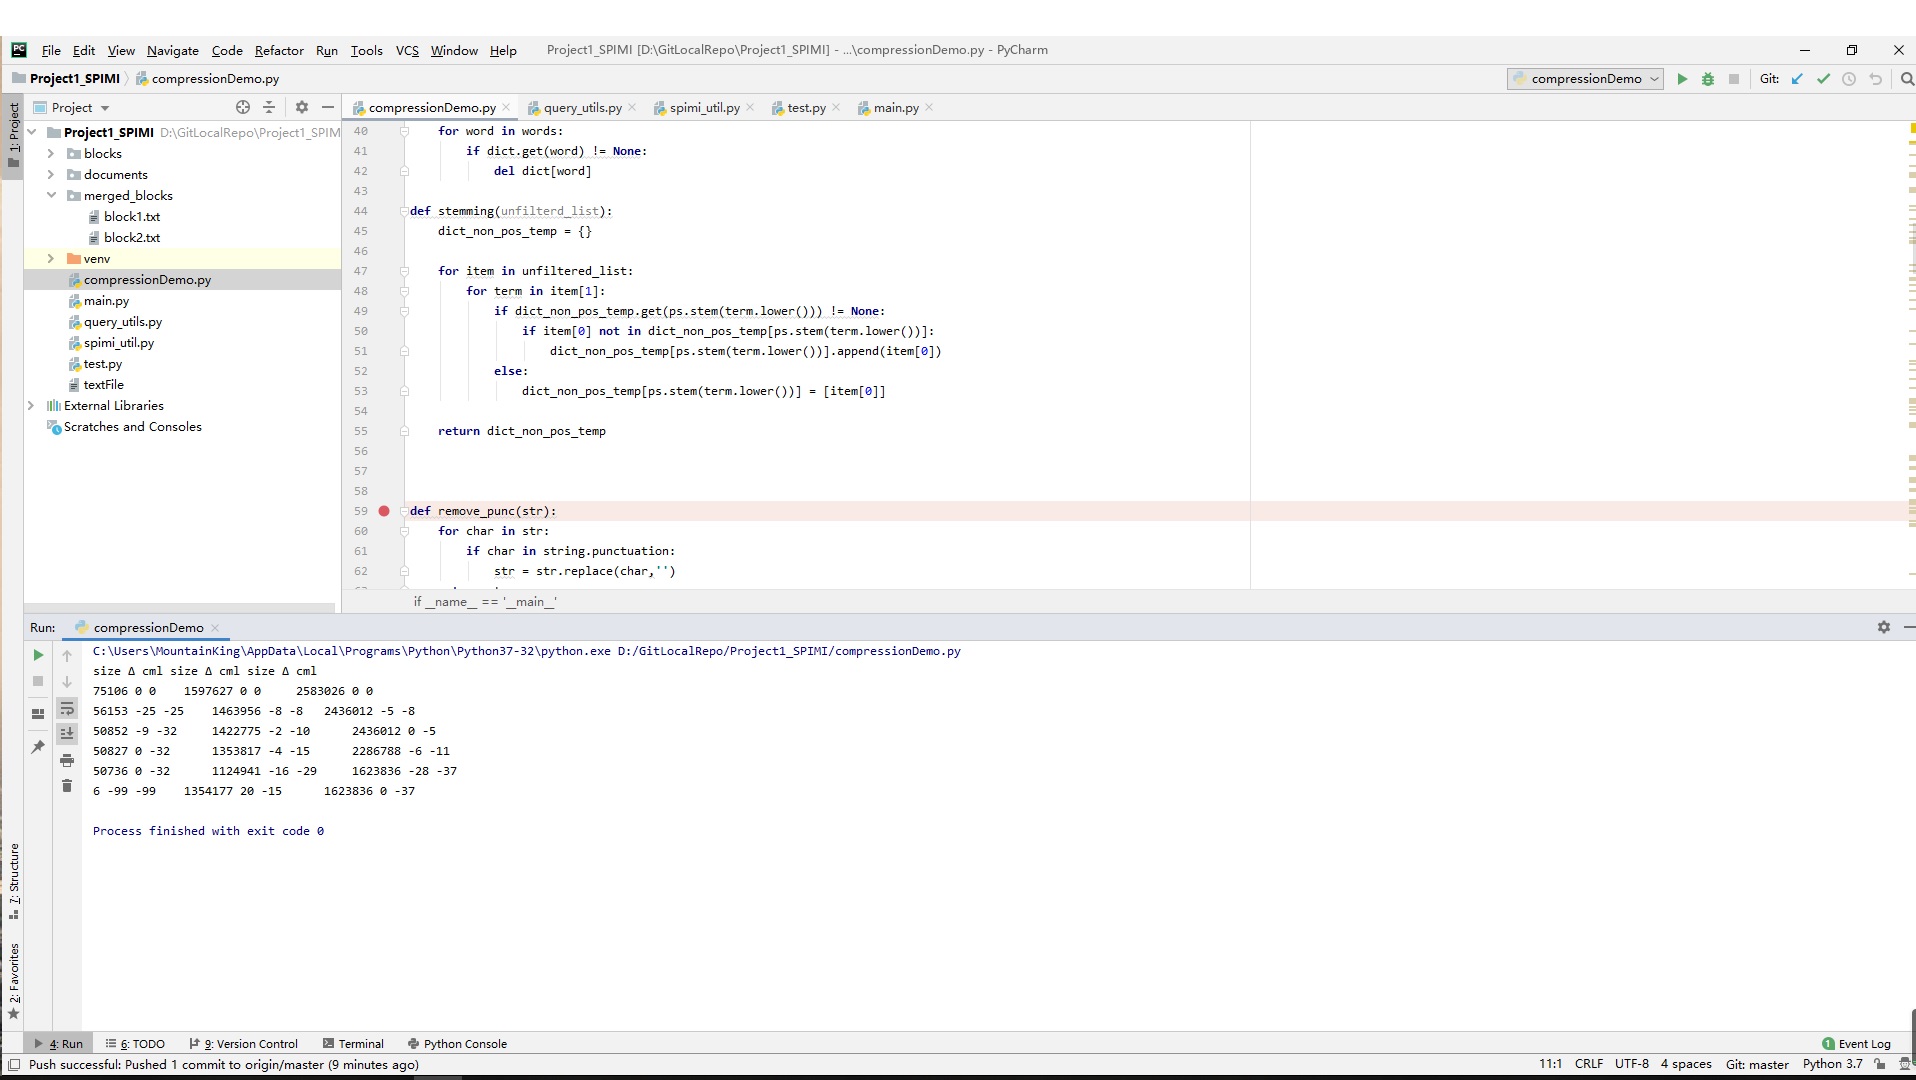 File Edit View Navigate Code Refactor Run Tools VCS Window Help Project1_SPIMI [D:\GitLocalRepo\Project1_SPIMI] - ...\compressionDemo.py - PyCharm
Project1_SPIMI compressionDemo.py
compressionDemo Git:
1: Project
Project
compressionDemo.py query_utils.py spimi_util.py test.py main.py
Project1_SPIMI D:\GitLocalRepo\Project1_SPIM
blocks
documents
merged_blocks
block1.txt
block2.txt
venv
compressionDemo.py
main.py
query_utils.py
spimi_util.py
test.py
textFile
External Libraries
Scratches and Consoles
40 for word in words:
41 if dict.get(word) != None:
42 del dict[word]
43
44 def stemming(unfilterd_list):
45 dict_non_pos_temp = {}
46
47 for item in unfiltered_list:
48 for term in item[1]:
49 if dict_non_pos_temp.get(ps.stem(term.lower())) != None:
50 if item[0] not in dict_non_pos_temp[ps.stem(term.lower())]:
51 dict_non_pos_temp[ps.stem(term.lower())].append(item[0])
52 else:
53 dict_non_pos_temp[ps.stem(term.lower())] = [item[0]]
54
55 return dict_non_pos_temp
56
57
58
59 def remove_punc(str):
60 for char in str:
61 if char in string.punctuation:
62 str = str.replace(char,'')
if __name__ == '__main__'
Run: compressionDemo
C:\Users\MountainKing\AppData\Local\Programs\Python\Python37-32\python.exe D:/GitLocalRepo/Project1_SPIMI/compressionDemo.py
size Δ cml size Δ cml size Δ cml
75106 0 0 1597627 0 0 2583026 0 0
56153 -25 -25 1463956 -8 -8 2436012 -5 -8
50852 -9 -32 1422775 -2 -10 2436012 0 -5
50827 0 -32 1353817 -4 -15 2286788 -6 -11
50736 0 -32 1124941 -16 -29 1623836 -28 -37
6 -99 -99 1354177 20 -15 1623836 0 -37
Process finished with exit code 0
7: Structure
2: Favorites
4: Run 6: TODO 9: Version Control Terminal Python Console 1 Event Log
Push successful: Pushed 1 commit to origin/master (9 minutes ago) 11:1 CRLF UTF-8 4 spaces Git: master Python 3.7